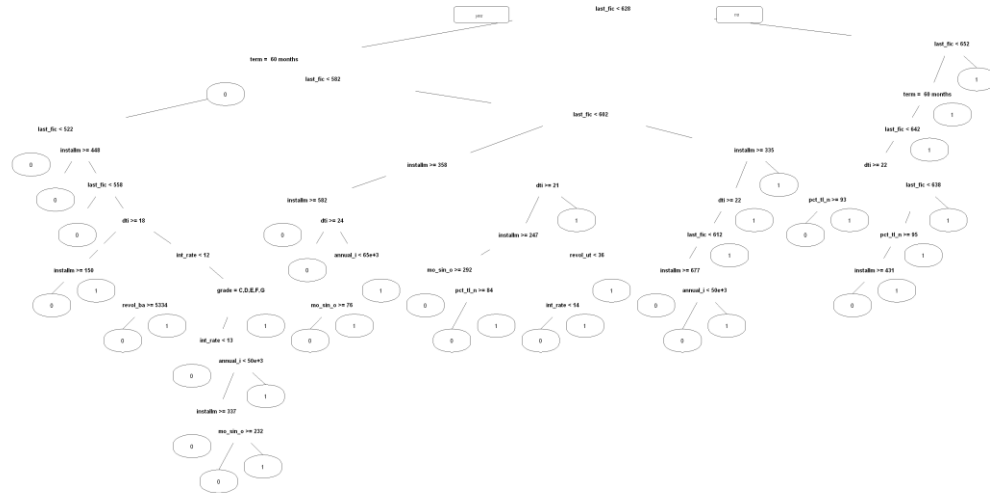 last_fic < 628
yes
no
last_fic < 652
term = 60 months
1
last_fic < 582
0
term = 60 months
1
last_fic < 602
last_fic < 522
last_fic < 642
installm >= 448
installm >= 335
1
0
installm >= 358
dti >= 22
last_fic < 558
dti >= 21
1
last_fic < 638
0
installm >= 502
dti >= 22
pct_tl_n >= 93
dti >= 18
dti >= 24
1
1
1
0
0
installm >= 247
last_fic < 612
0
pct_tl_n >= 95
int_rate < 12
annual_i < 65e+3
revol_ut < 36
1
1
installm >= 150
0
mo_sin_o >= 292
installm >= 677
installm >= 431
1
grade = C,D,E,F,G
1
pct_tl_n >= 84
1
annual_i < 50e+3
1
0
revol_ba >= 5334
mo_sin_o >= 76
0
int_rate < 14
0
0
1
1
1
1
1
1
0
int_rate < 13
0
0
0
0
annual_i < 50e+3
0
1
installm >= 337
mo_sin_o >= 232
0
1
0